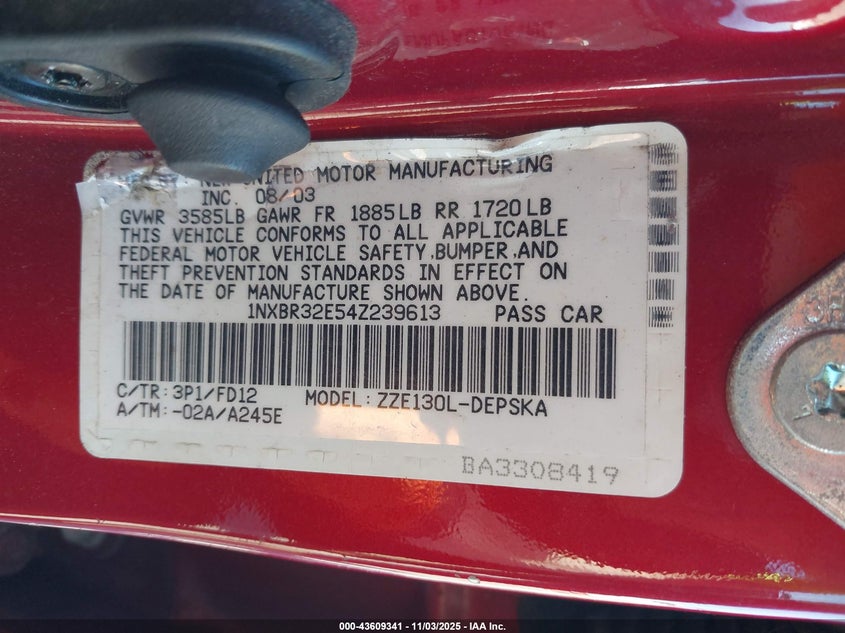 NEW UNITED MOTOR MANUFACTURING
INC. 08/03
GVWR 3585LB GAWR FR 1885LB RR 1720LB
THIS VEHICLE CONFORMS TO ALL APPLICABLE
FEDERAL MOTOR VEHICLE SAFETY,BUMPER,AND
THEFT PREVENTION STANDARDS IN EFFECT ON
THE DATE OF MANUFACTURE SHOWN ABOVE.
1NXBR32E54Z239613 PASS CAR
C/TR:3P1/FD12 MODEL:ZZE130L-DEPSKA
A/TM:-02A/A245E
BA3308419
000-43609341 - 11/03/2025 - IAA Inc.